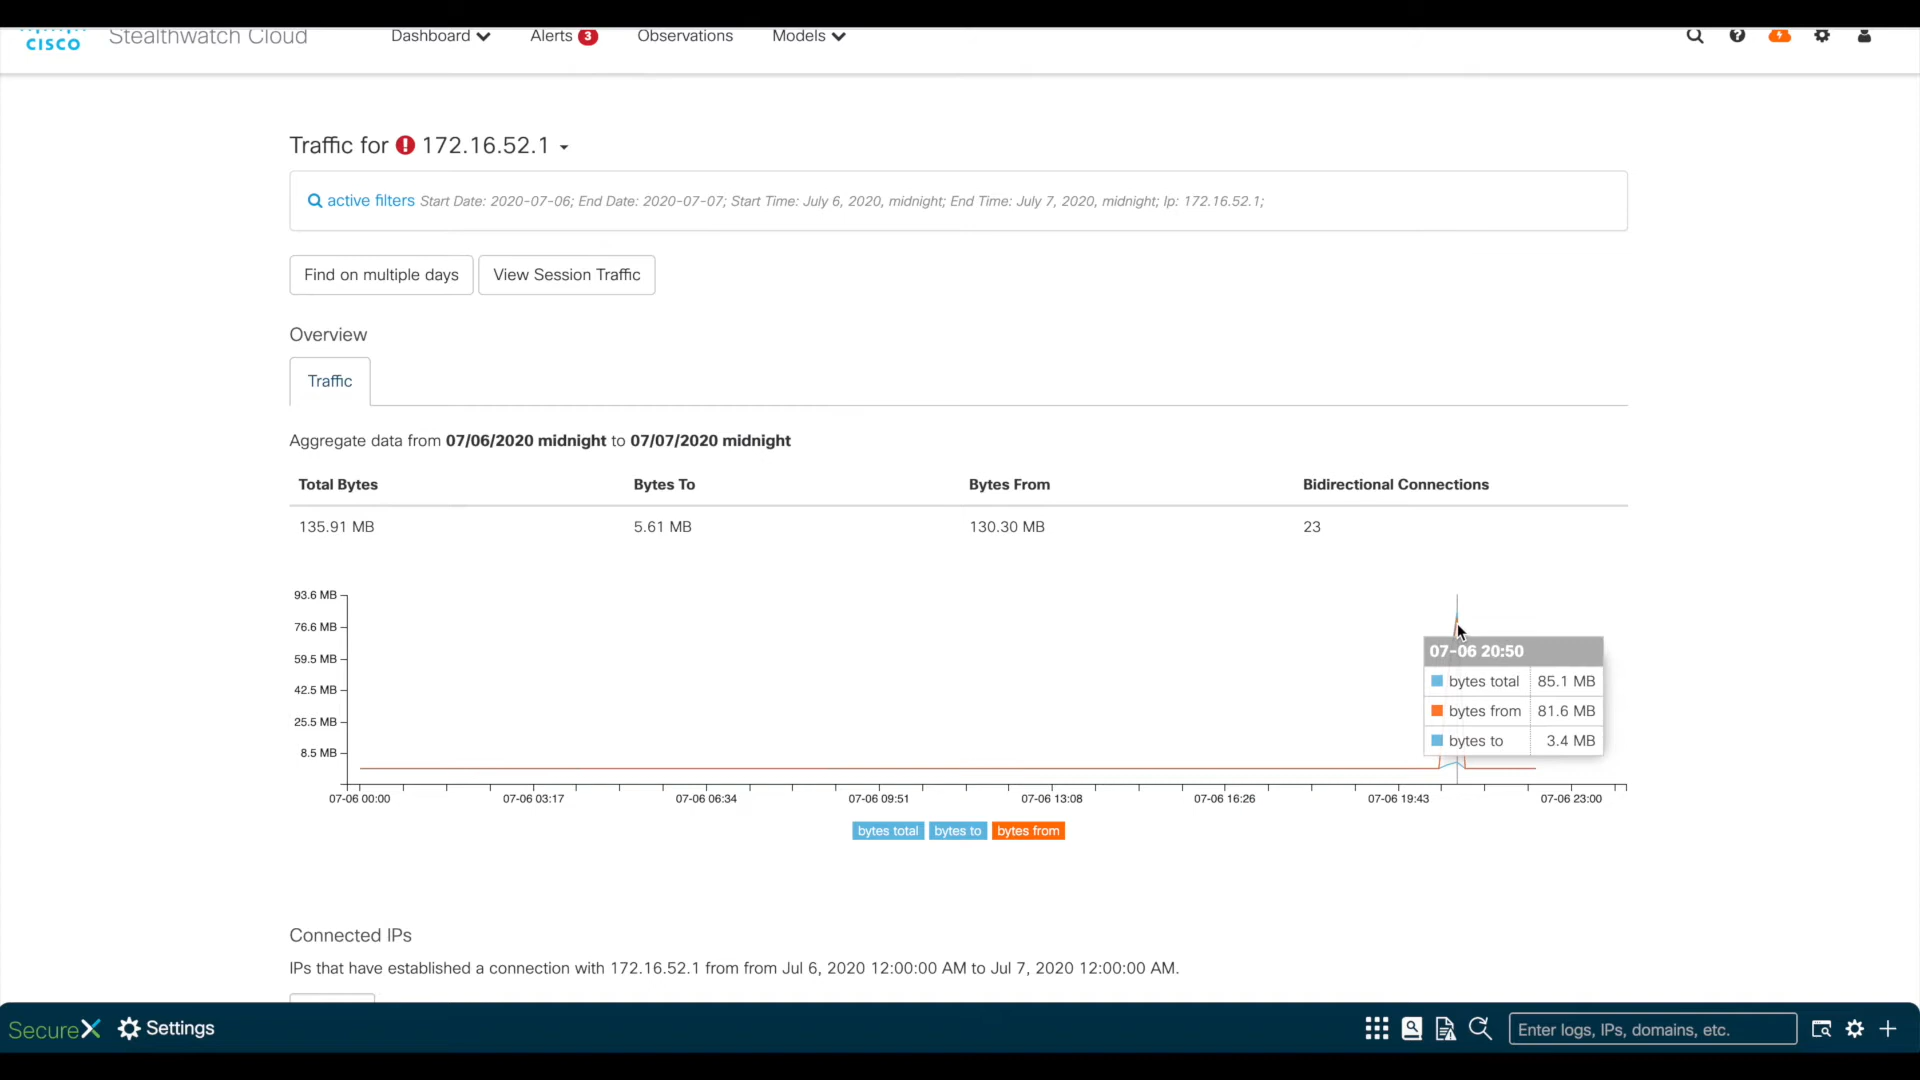 CISCO Stealthwatch Cloud Dashboard Alerts 3 Observations Models
Traffic for 172.16.52.1
active filters Start Date: 2020-07-06; End Date: 2020-07-07; Start Time: July 6, 2020, midnight; End Time: July 7, 2020, midnight; Ip: 172.16.52.1;
Find on multiple days View Session Traffic
Overview
Traffic
Aggregate data from 07/06/2020 midnight to 07/07/2020 midnight
Total Bytes Bytes To Bytes From Bidirectional Connections
135.91 MB 5.61 MB 130.30 MB 23
93.6 MB
76.6 MB
59.5 MB
42.5 MB
25.5 MB
8.5 MB
07-06 20:50
bytes total 85.1 MB
bytes from 81.6 MB
bytes to 3.4 MB
07-06 00:00 07-06 03:17 07-06 06:34 07-06 09:51 07-06 13:08 07-06 16:26 07-06 19:43 07-06 23:00
bytes total bytes to bytes from
Connected IPs
IPs that have established a connection with 172.16.52.1 from from Jul 6, 2020 12:00:00 AM to Jul 7, 2020 12:00:00 AM.
SecureX Settings Enter logs, IPs, domains, etc.